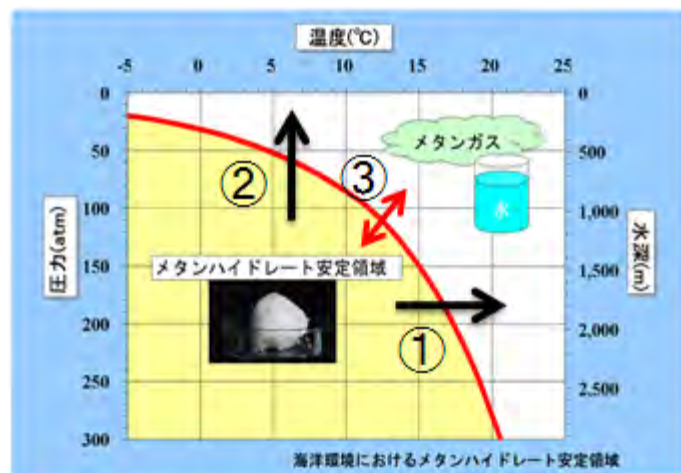 温度(℃)
-5 0 5 10 15 20 25
0 0
50 500
100 1,000
150 1,500
200 2,000
250 2.500
300
圧力(atm)
水深(m)
メタンガス
水
②
③
メタンハイドレート安定領域
①
海洋環境におけるメタンハイドレート安定領域